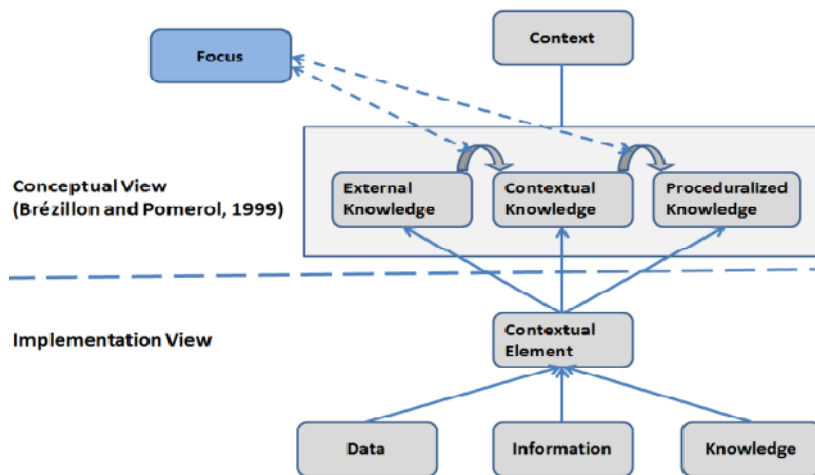 Focus
Context
Conceptual View
(Brézillon and Pomerol, 1999)
External
Knowledge
Contextual
Knowledge
Proceduralized
Knowledge
Implementation View
Contextual
Element
Data
Information
Knowledge